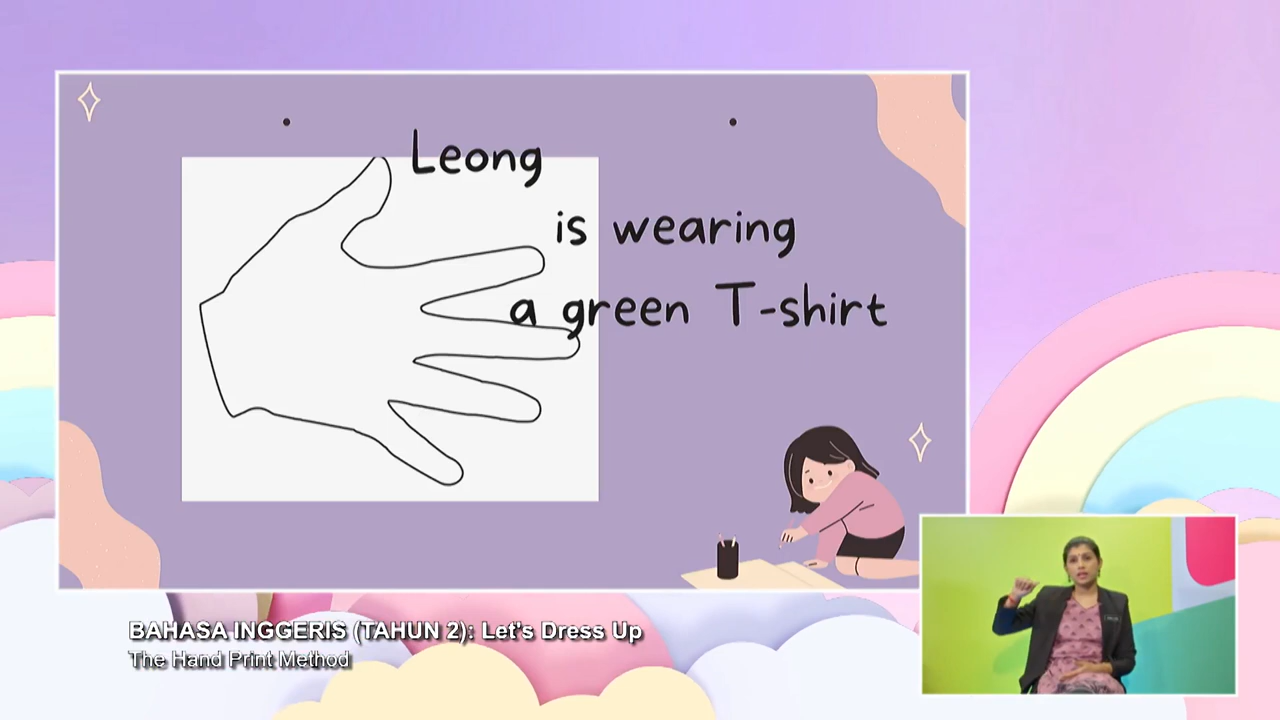 Leong
is wearing
a green T-shirt
BAHASA INGGERIS (TAHUN 2): Let's Dress Up
The Hand Print Method